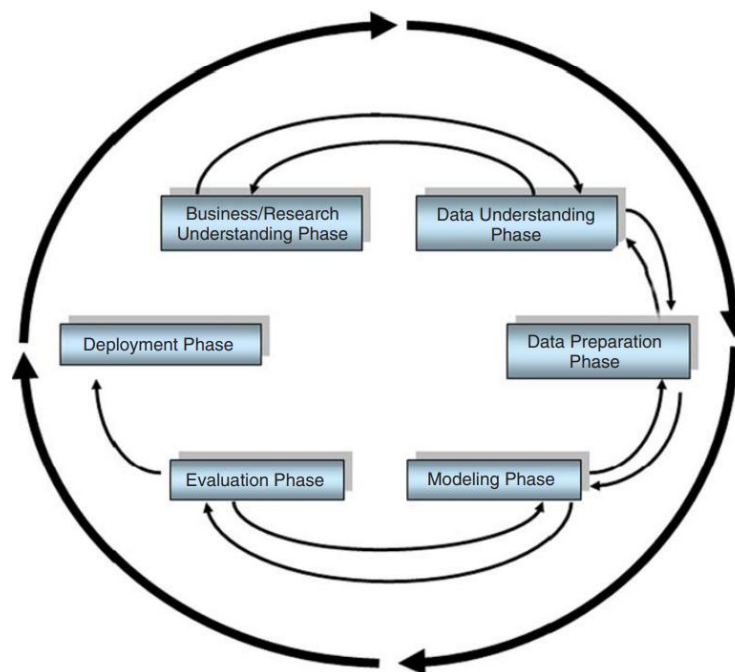 Business/Research
Understanding Phase
Data Understanding
Phase
Data Preparation
Phase
Modeling Phase
Evaluation Phase
Deployment Phase